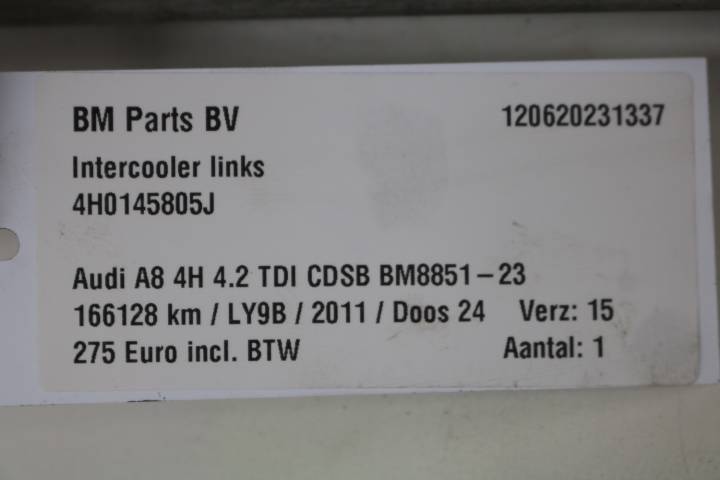 BM Parts BV 120620231337
Intercooler links
4H0145805J
Audi A8 4H 4.2 TDI CDSB BM8851-23
166128 km / LY9B / 2011 / Doos 24 Verz: 15
275 Euro incl. BTW Aantal: 1